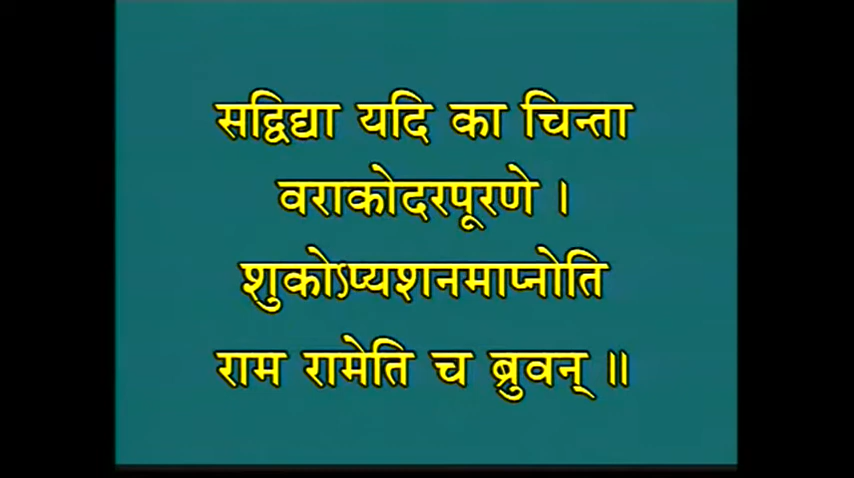 सद्विद्या यदि का चिन्ता
वराकोदरपूरणे ।
शुकोऽप्यशनमाप्नोति
राम रामेति च ब्रुवन् ॥